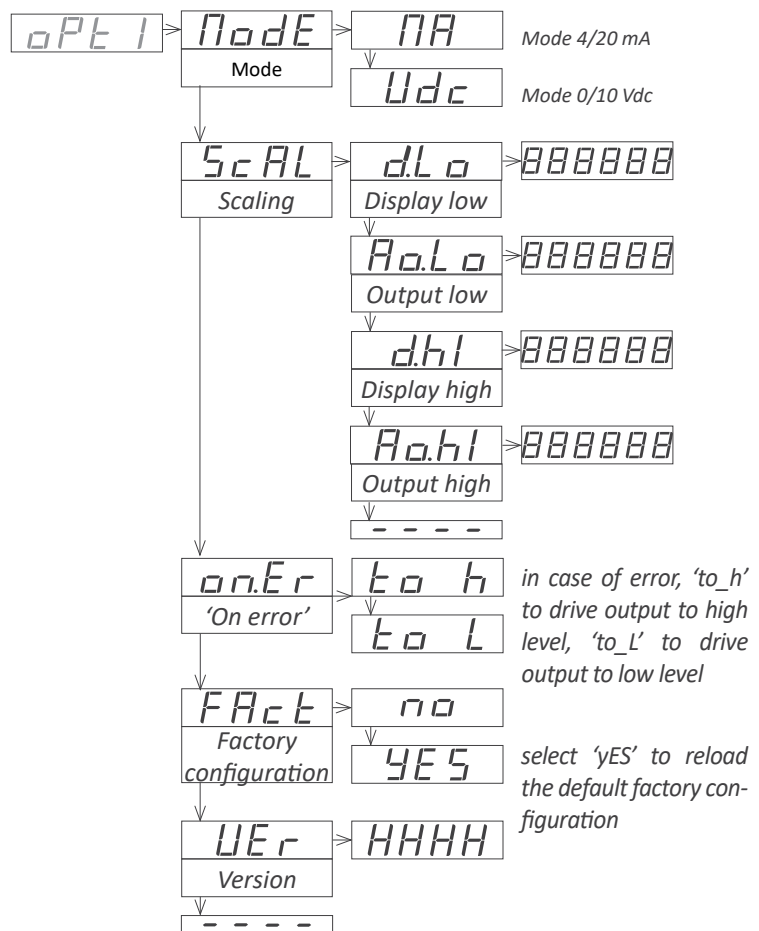 oPt1
ModE
Mode
MA
Mode 4/20 mA
Udc
Mode 0/10 Vdc
ScAL
Scaling
d.Lo
Display low
888888
Ao.Lo
Output low
888888
d.hI
Display high
888888
Ao.hI
Output high
888888
----
on.Er
‘On error’
to h
to L
in case of error, ‘to_h’
to drive output to high
level, ‘to_L’ to drive
output to low level
FAct
Factory
configuration
no
yES
select ‘yES’ to reload
the default factory con-
figuration
VEr
Version
HHHH
----